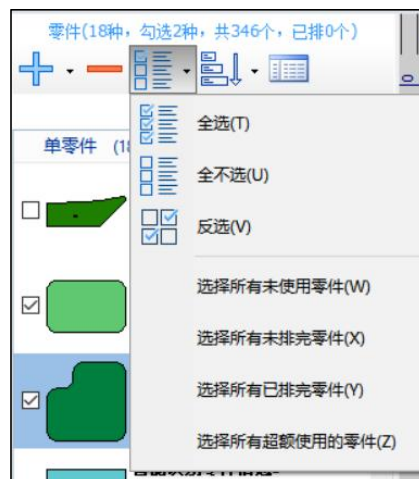 零件(18种，勾选2种，共346个，已排0个)
单零件 (18
全选(T)
全不选(U)
反选(V)
选择所有未使用零件(W)
选择所有未排完零件(X)
选择所有已排完零件(Y)
选择所有超额使用的零件(Z)